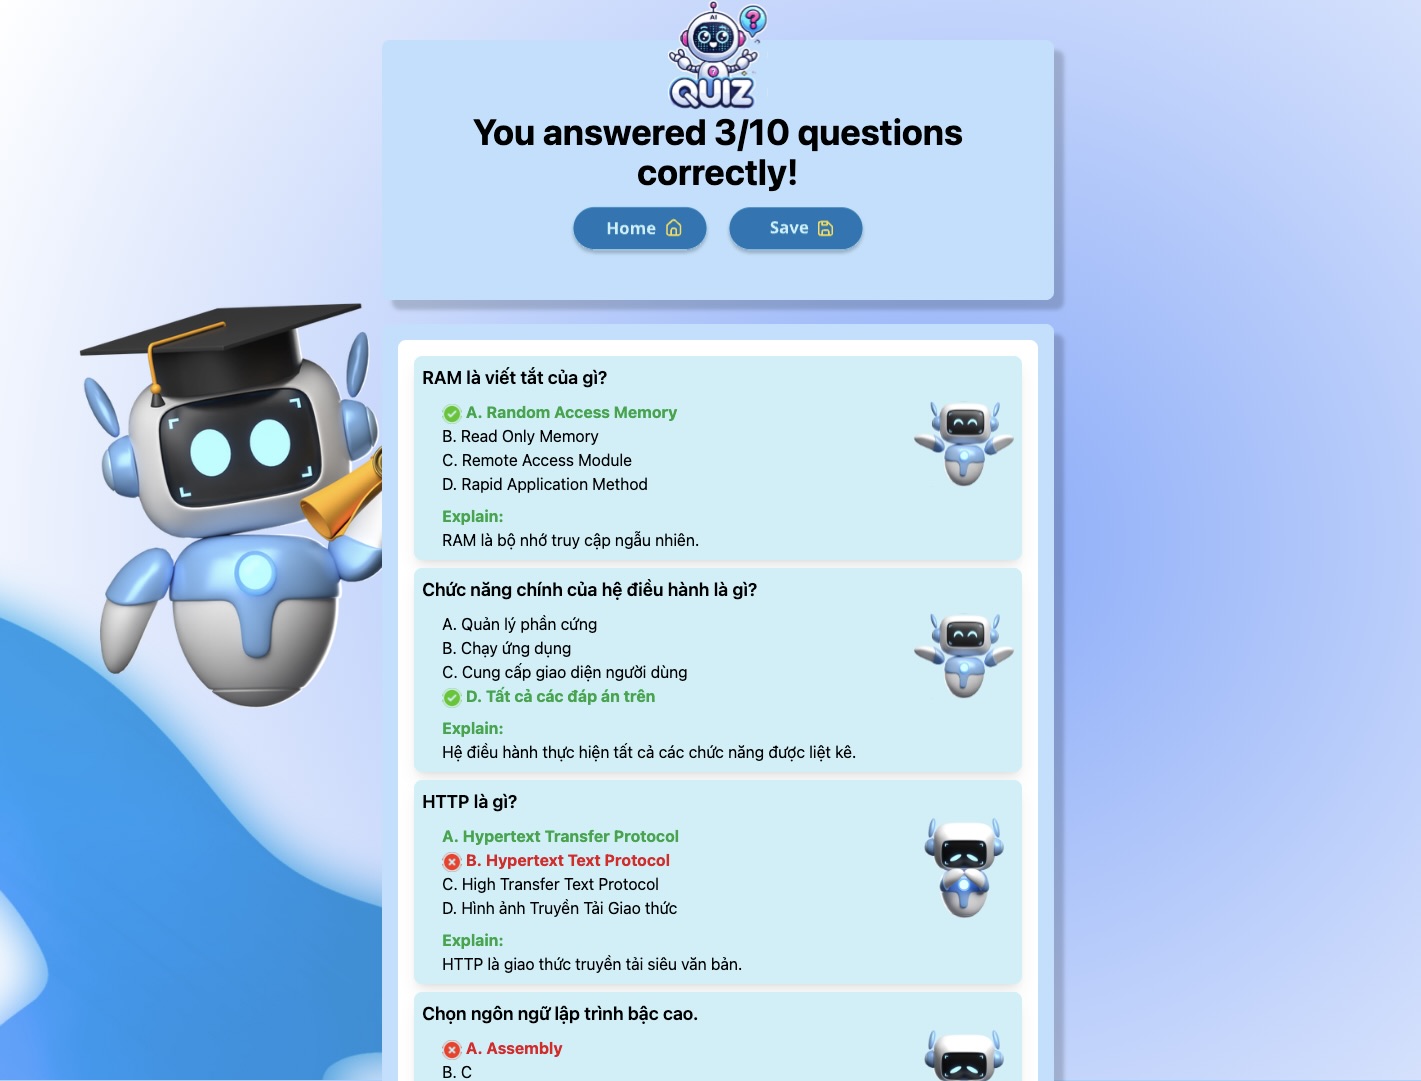 AI
?
QUIZ
You answered 3/10 questions
correctly!
Home
Save
RAM là viết tắt của gì?
A. Random Access Memory
B. Read Only Memory
C. Remote Access Module
D. Rapid Application Method
Explain:
RAM là bộ nhớ truy cập ngẫu nhiên.
Chức năng chính của hệ điều hành là gì?
A. Quản lý phần cứng
B. Chạy ứng dụng
C. Cung cấp giao diện người dùng
D. Tất cả các đáp án trên
Explain:
Hệ điều hành thực hiện tất cả các chức năng được liệt kê.
HTTP là gì?
A. Hypertext Transfer Protocol
B. Hypertext Text Protocol
C. High Transfer Text Protocol
D. Hình ảnh Truyền Tải Giao thức
Explain:
HTTP là giao thức truyền tải siêu văn bản.
Chọn ngôn ngữ lập trình bậc cao.
A. Assembly
B. C